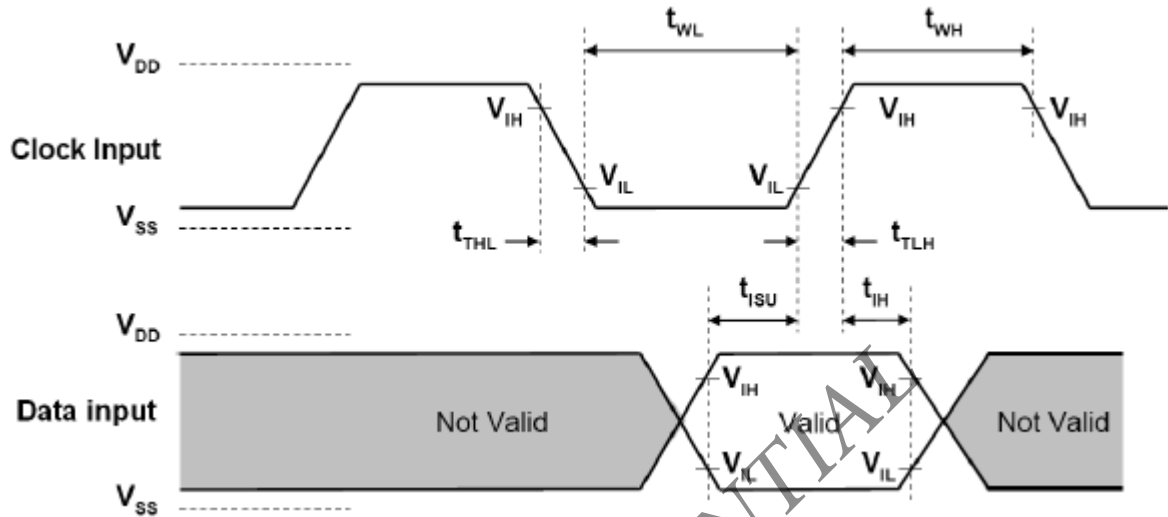 t_WL t_WH
V_DD
V_IH V_IH V_IH
Clock Input
V_IL V_IL
V_SS
t_THL t_TLH
t_ISU t_IH
V_DD
V_IH V_IH
Data input Not Valid Valid Not Valid
V_IL V_IL
V_SS
NTIAL